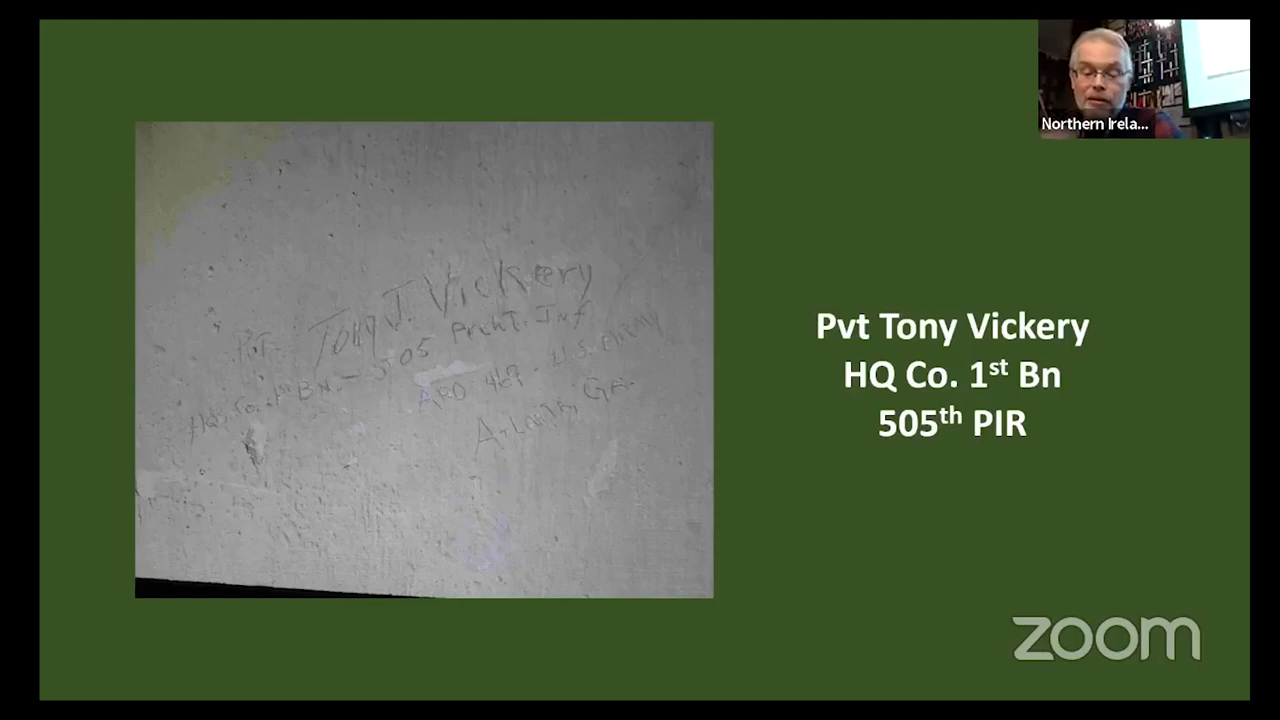 Northern Irela...
Pvt. Tony J. Vickery
Hq. Co. 1st Bn. - 505 Prcht. Inf
APO 469 - U.S. Army
Atlanta, Ga.
Pvt Tony Vickery
HQ Co. 1st Bn
505th PIR
zoom